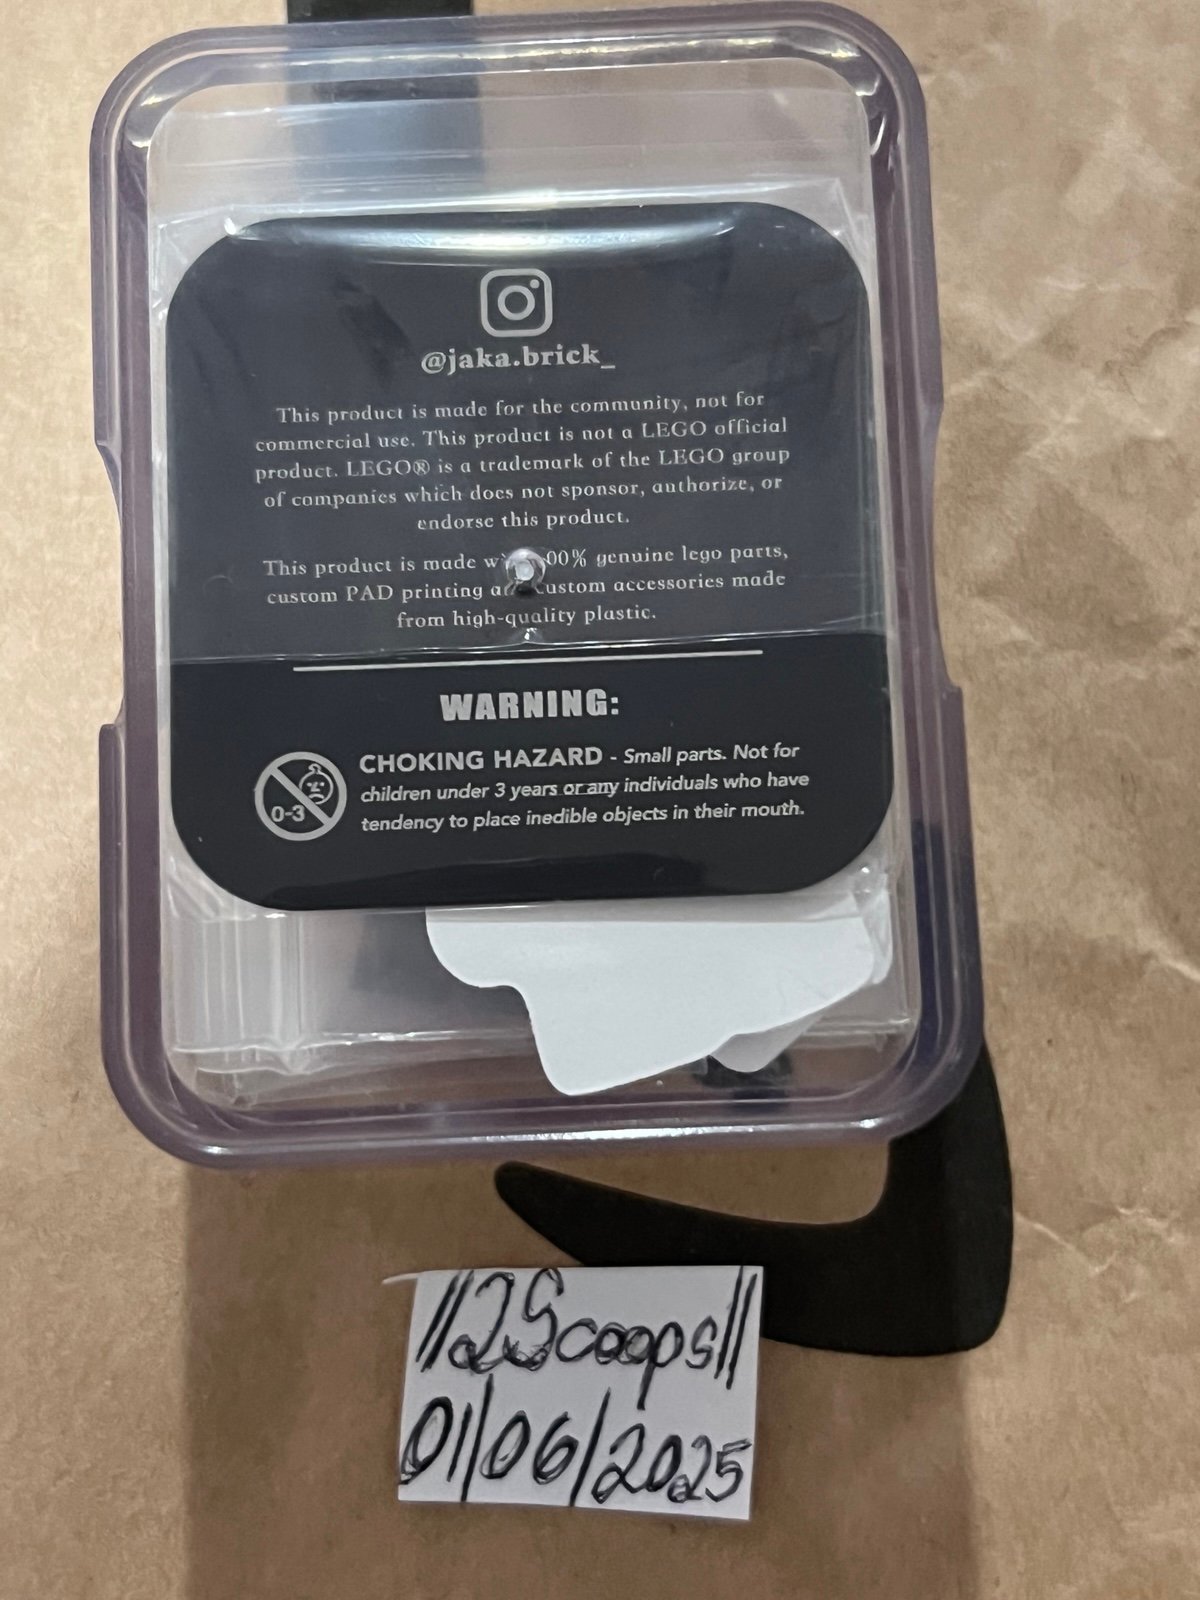 @jaka.brick_
This product is made for the community, not for
commercial use. This product is not a LEGO official
product. LEGO® is a trademark of the LEGO group
of companies which does not sponsor, authorize, or
endorse this product.
This product is made 00% genuine lego parts,
custom PAD printing custom accessories made
from high-quality plastic.
WARNING:
CHOKING HAZARD - Small parts. Not for
children under 3 years or any individuals who have
tendency to place inedible objects in their mouth.
0-3
//2Scoops//
01/06/2025